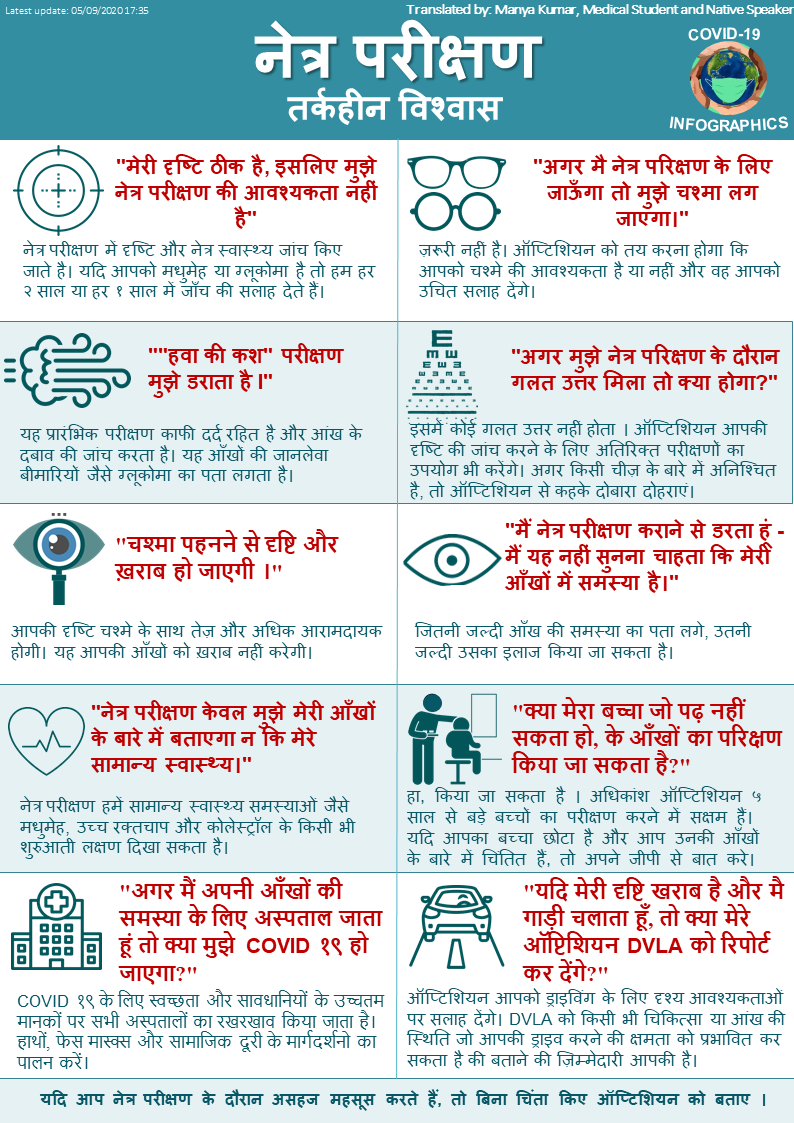 Latest update: 05/09/2020 17:35
Translated by: Manya Kumar, Medical Student and Native Speaker
नेत्र परीक्षण
तर्कहीन विश्वास
COVID-19
INFOGRAPHICS
"मेरी दृष्टि ठीक है, इसलिए मुझे
नेत्र परीक्षण की आवश्यकता नहीं
है"
नेत्र परीक्षण में दृष्टि और नेत्र स्वास्थ्य जांच किए
जाते है। यदि आपको मधुमेह या ग्लूकोमा है तो हम हर
२ साल या हर १ साल में जाँच की सलाह देते हैं।
"अगर मै नेत्र परिक्षण के लिए
जाऊँगा तो मुझे चश्मा लग
जाएगा।"
ज़रूरी नहीं है। ऑप्टिशियन को तय करना होगा कि
आपको चश्मे की आवश्यकता है या नहीं और वह आपको
उचित सलाह देंगे।
""हवा की कश" परीक्षण
मुझे डराता है।"
यह प्रारंभिक परीक्षण काफी दर्द रहित है और आंख के
दबाव की जांच करता है। यह आँखों की जानलेवा
बीमारियों जैसे ग्लूकोमा का पता लगता है।
"अगर मुझे नेत्र परिक्षण के दौरान
गलत उत्तर मिला तो क्या होगा?"
इसमें कोई गलत उत्तर नहीं होता । ऑप्टिशियन आपकी
दृष्टि की जांच करने के लिए अतिरिक्त परीक्षणों का
उपयोग भी करेंगे। अगर किसी चीज़ के बारे में अनिश्चित
है, तो ऑप्टिशियन से कहके दोबारा दोहराएं।
"चश्मा पहनने से दृष्टि और
ख़राब हो जाएगी ।"
आपकी दृष्टि चश्मे के साथ तेज़ और अधिक आरामदायक
होगी। यह आपकी आँखों को ख़राब नहीं करेगी।
"मैं नेत्र परीक्षण कराने से डरता हूं -
मैं यह नहीं सुनना चाहता कि मेरी
आँखों में समस्या है।"
जितनी जल्दी आँख की समस्या का पता लगे, उतनी
जल्दी उसका इलाज किया जा सकता है।
"नेत्र परीक्षण केवल मुझे मेरी आँखों
के बारे में बताएगा न कि मेरे
सामान्य स्वास्थ्य।"
नेत्र परीक्षण हमें सामान्य स्वास्थ्य समस्याओं जैसे
मधुमेह, उच्च रक्तचाप और कोलेस्ट्रॉल के किसी भी
शुरुआती लक्षण दिखा सकता है।
"क्या मेरा बच्चा जो पढ़ नहीं
सकता हो, के आँखों का परिक्षण
किया जा सकता है?"
हा, किया जा सकता है । अधिकांश ऑप्टिशियन ५
साल से बड़े बच्चों का परीक्षण करने में सक्षम हैं।
यदि आपका बच्चा छोटा है और आप उनकी आँखों
के बारे में चिंतित हैं, तो अपने जीपी से बात करे।
"अगर मैं अपनी आँखों की
समस्या के लिए अस्पताल जाता
हूं तो क्या मुझे COVID १९ हो
जाएगा?"
COVID १९ के लिए स्वच्छता और सावधानियों के उच्चतम
मानकों पर सभी अस्पतालों का रखरखाव किया जाता है।
हाथों, फेस मास्क्स और सामाजिक दूरी के मार्गदर्शनो का
पालन करें।
"यदि मेरी दृष्टि खराब है और मै
गाड़ी चलाता हूँ, तो क्या मेरे
ऑप्टिशियन DVLA को रिपोर्ट
कर देंगे?"
ऑप्टिशियन आपको ड्राइविंग के लिए दृश्य आवश्यकताओं
पर सलाह देंगे। DVLA को किसी भी चिकित्सा या आंख की
स्थिति जो आपकी ड्राइव करने की क्षमता को प्रभावित कर
सकता है की बताने की ज़िम्मेदारी आपकी है।
यदि आप नेत्र परीक्षण के दौरान असहज महसूस करते हैं, तो बिना चिंता किए ऑप्टिशियन को बताए ।